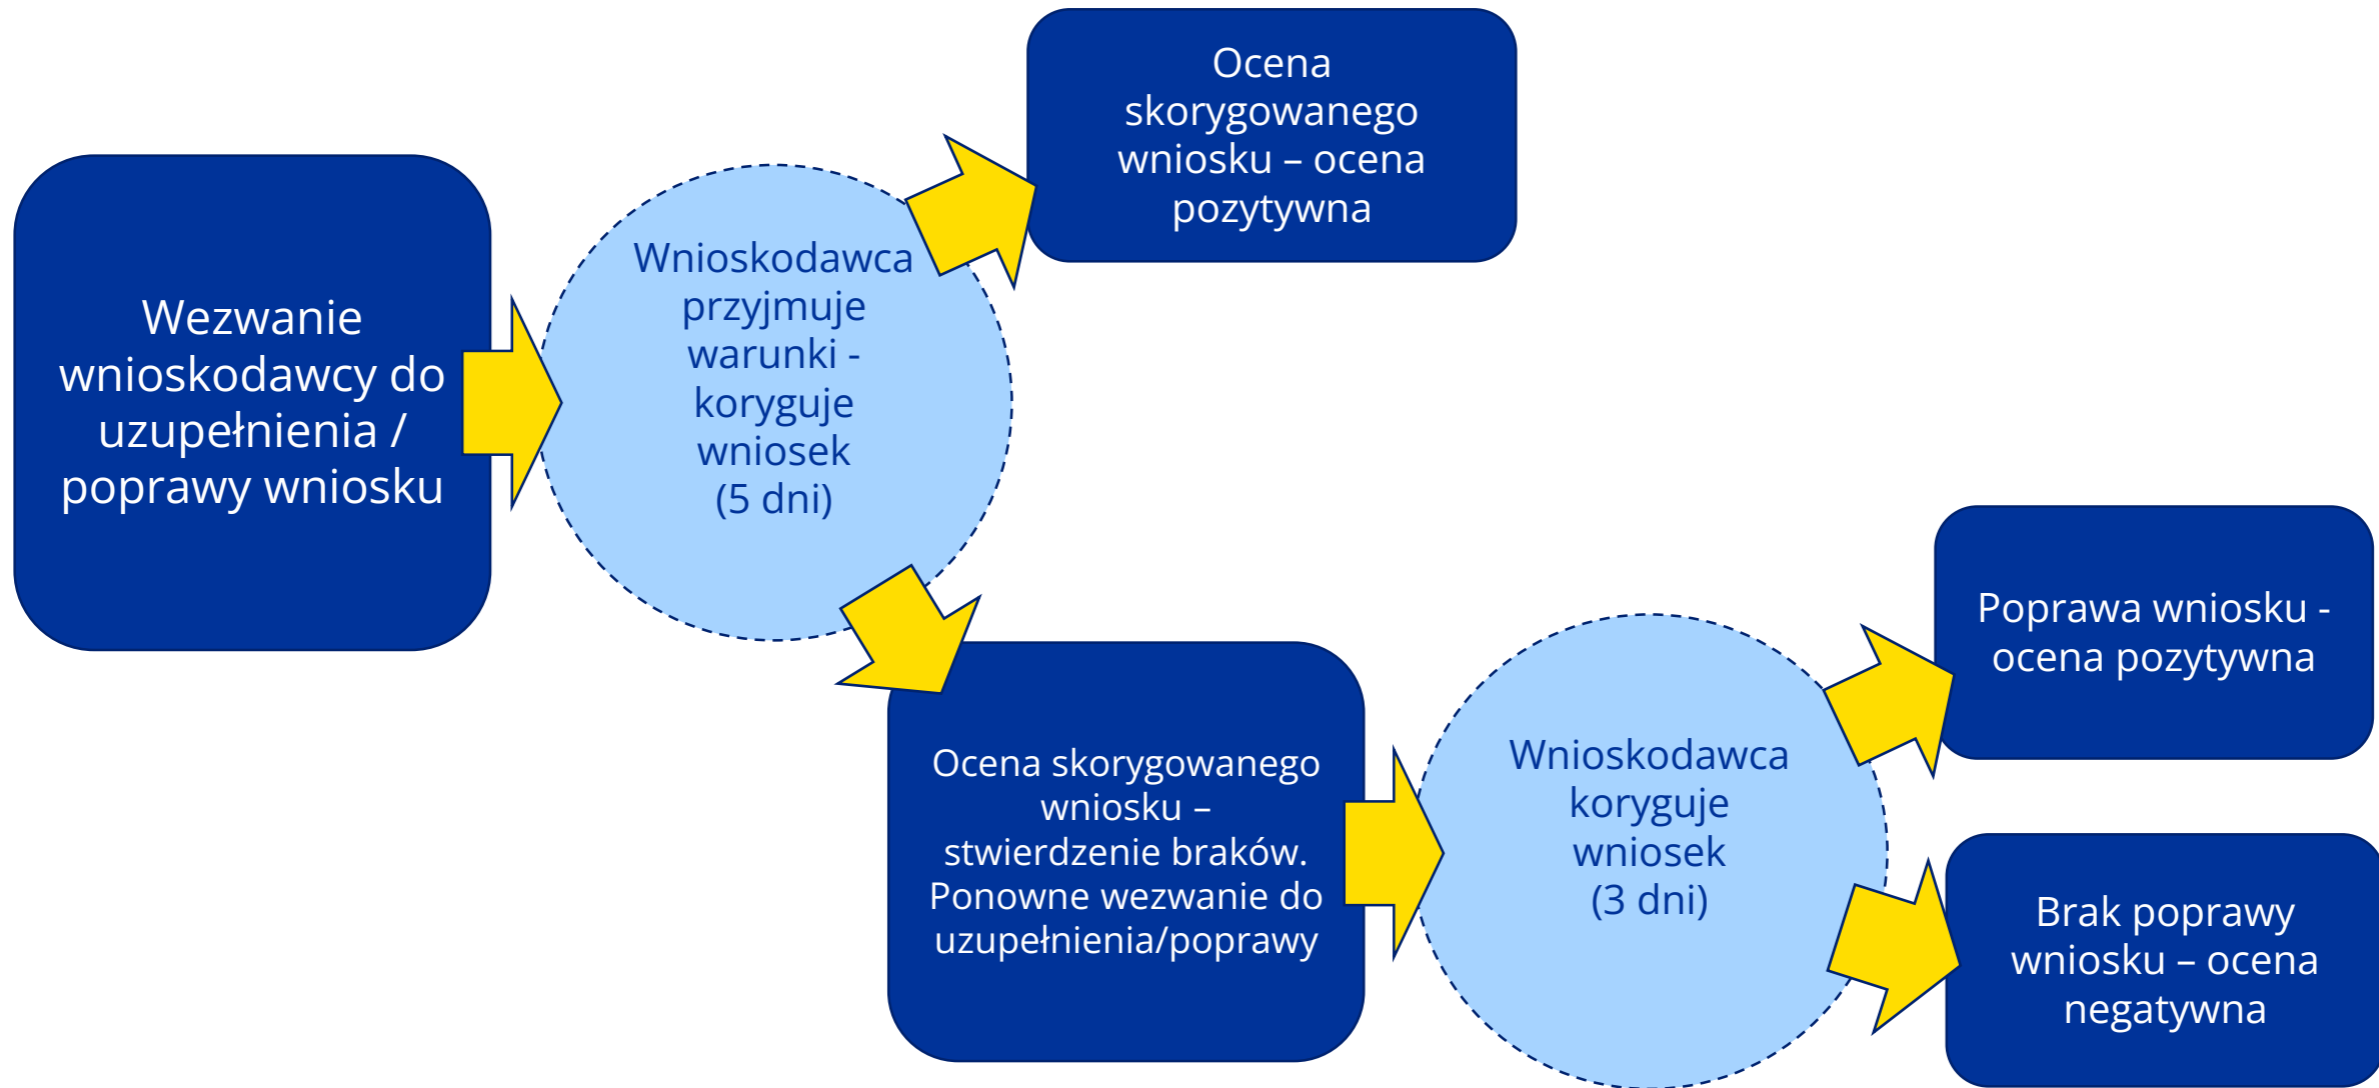 Wezwanie
wnioskodawcy do
uzupełnienia /
poprawy wniosku
Wnioskodawca
przyjmuje
warunki -
koryguje
wniosek
(5 dni)
Ocena
skorygowanego
wniosku – ocena
pozytywna
Ocena skorygowanego
wniosku –
stwierdzenie braków.
Ponowne wezwanie do
uzupełnienia/poprawy
Wnioskodawca
koryguje
wniosek
(3 dni)
Poprawa wniosku -
ocena pozytywna
Brak poprawy
wniosku – ocena
negatywna